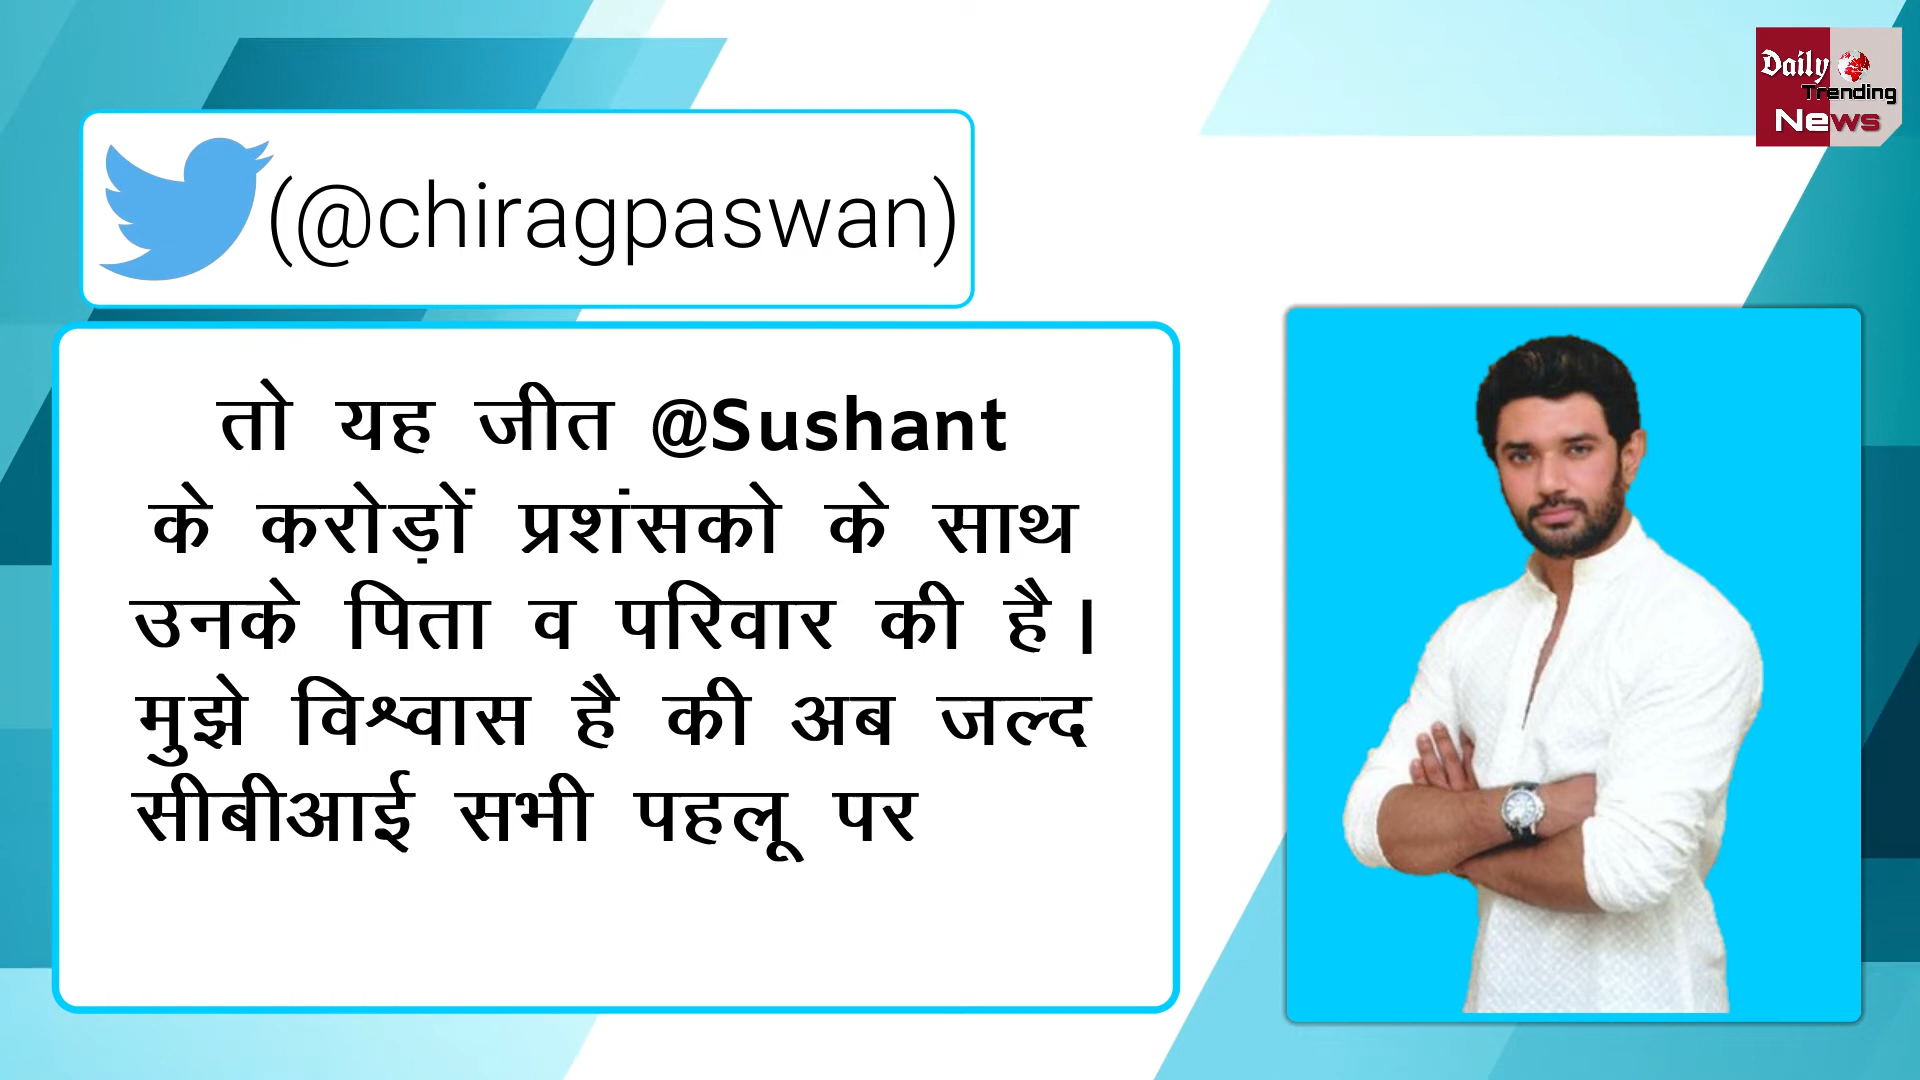 Daily
Trending
News
(@chiragpaswan)
तो यह जीत @Sushant
के करोड़ों प्रशंसको के साथ
उनके पिता व परिवार की है।
मुझे विश्वास है की अब जल्द
सीबीआई सभी पहलू पर